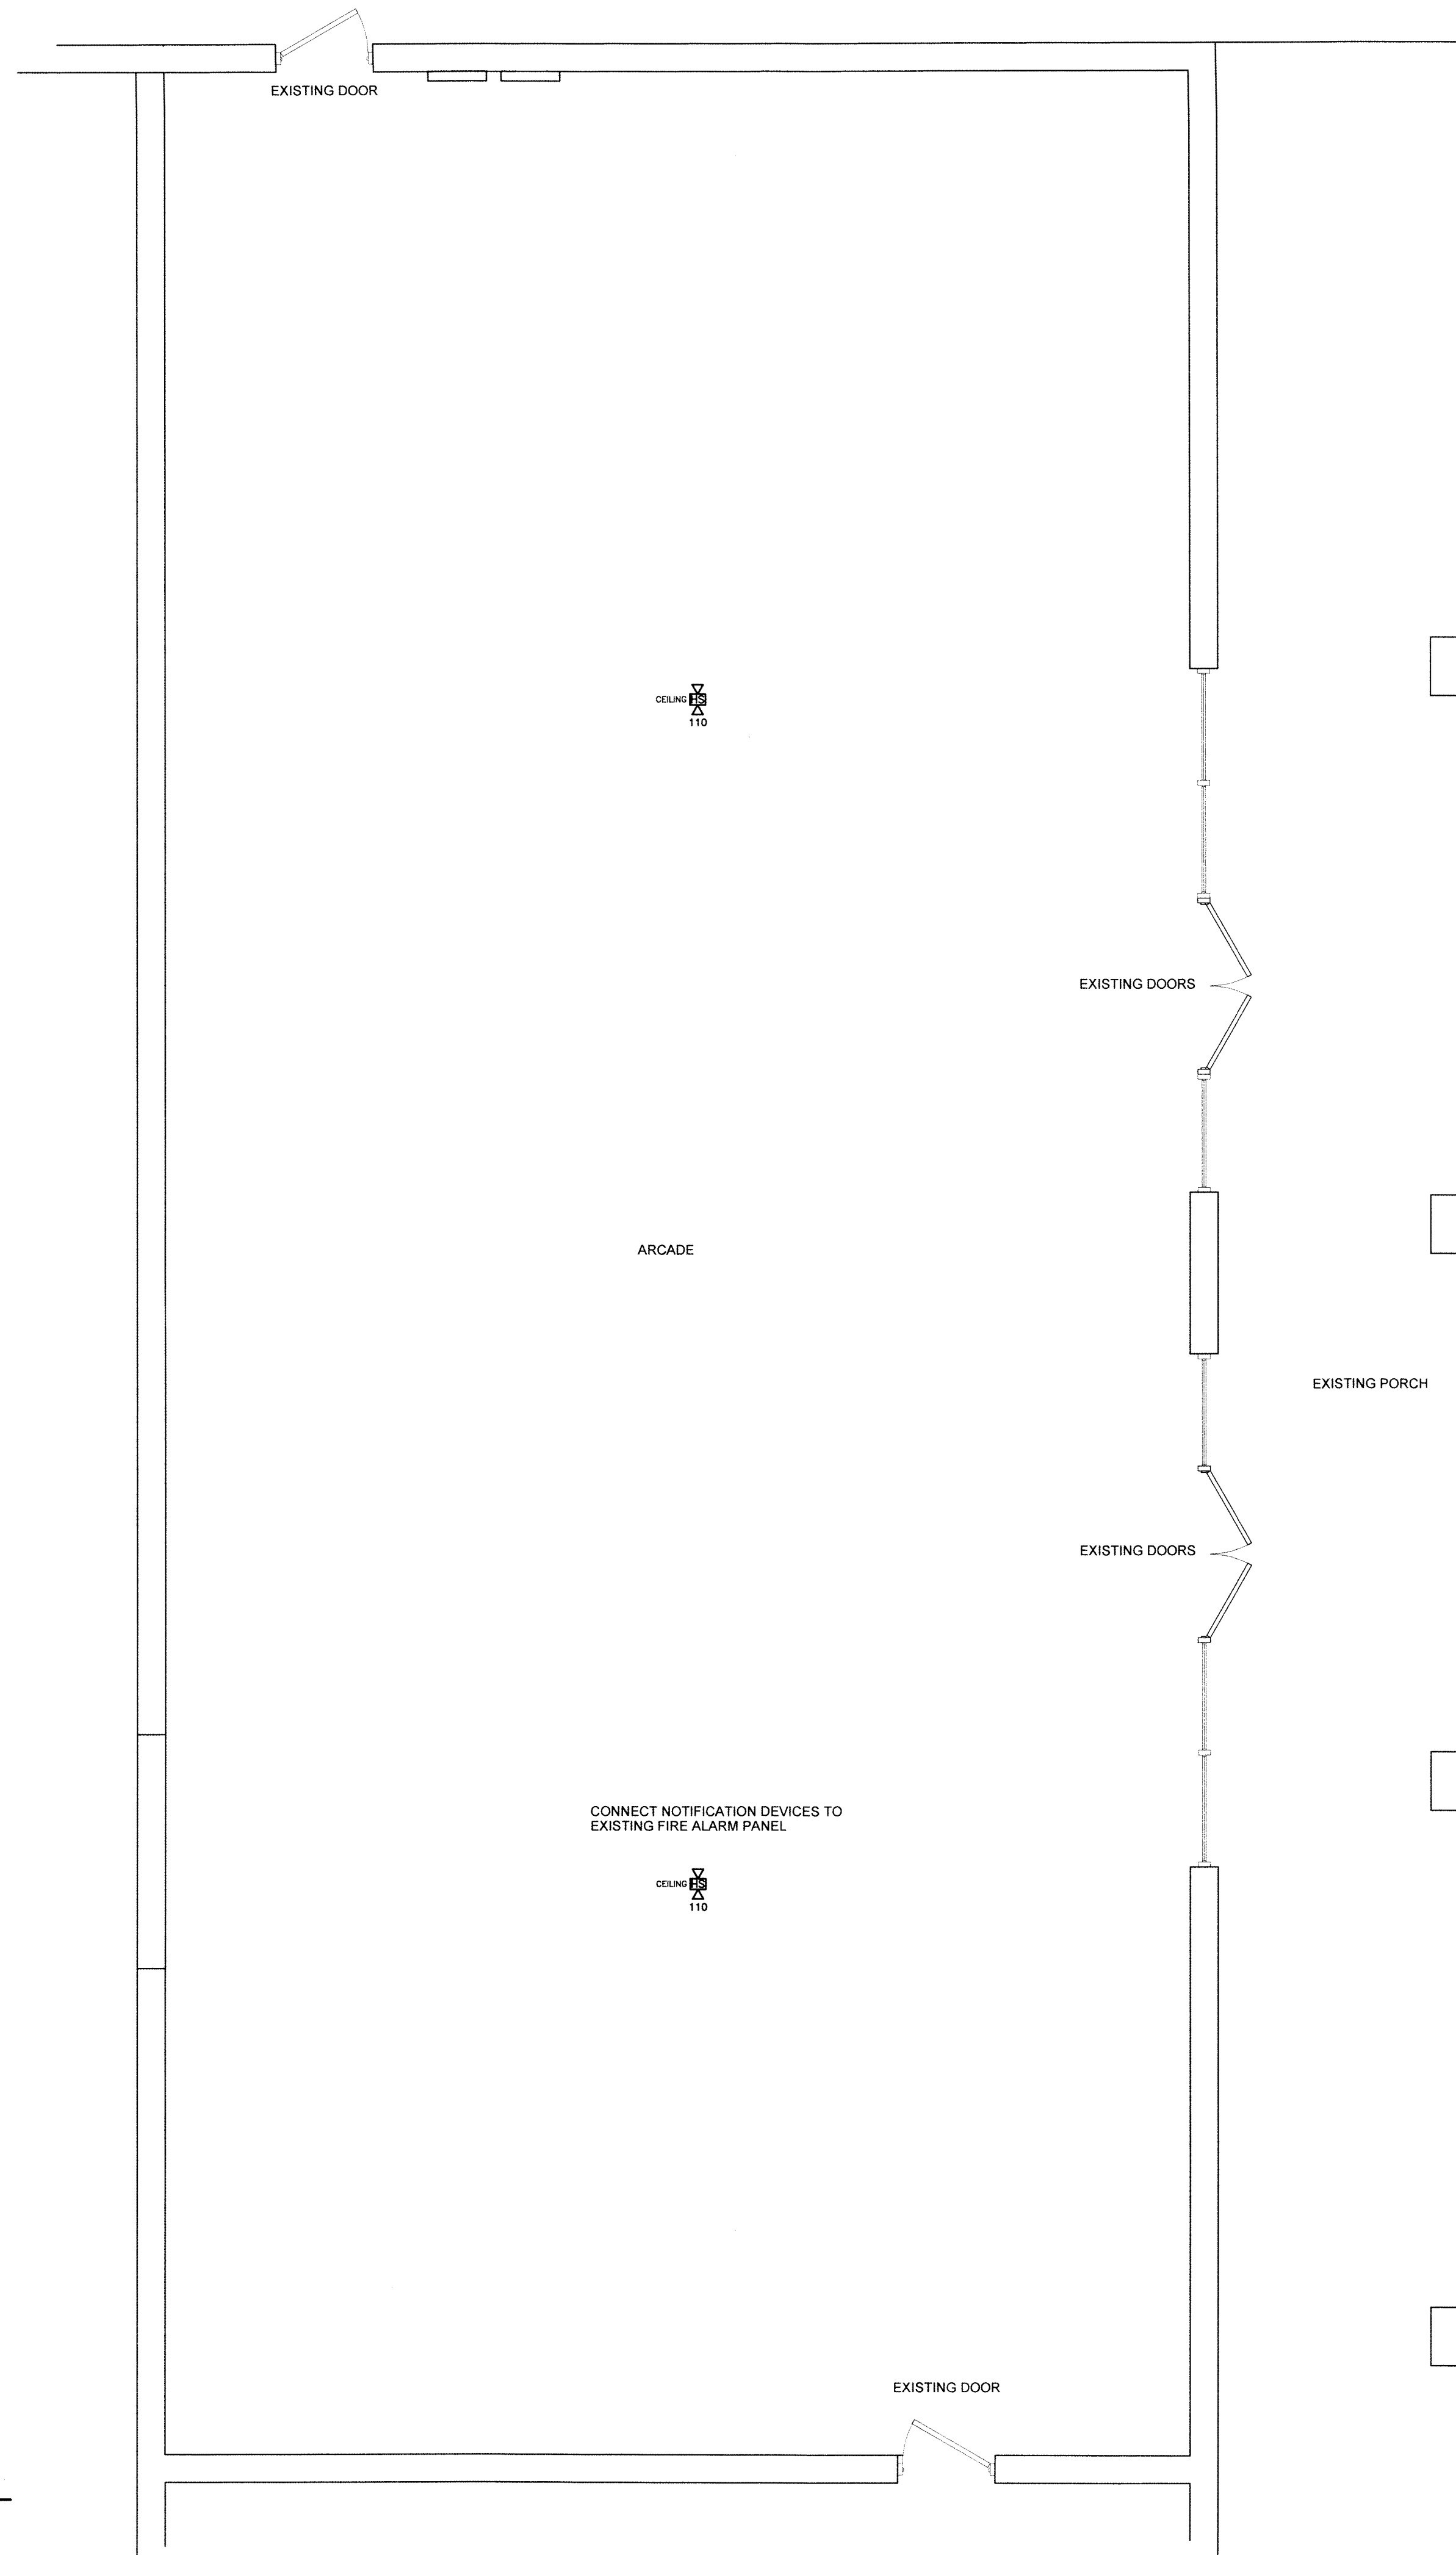 EXISTING DOOR
CEILING HS
110
EXISTING DOORS
ARCADE
EXISTING PORCH
EXISTING DOORS
CONNECT NOTIFICATION DEVICES TO
EXISTING FIRE ALARM PANEL
CEILING HS
110
EXISTING DOOR